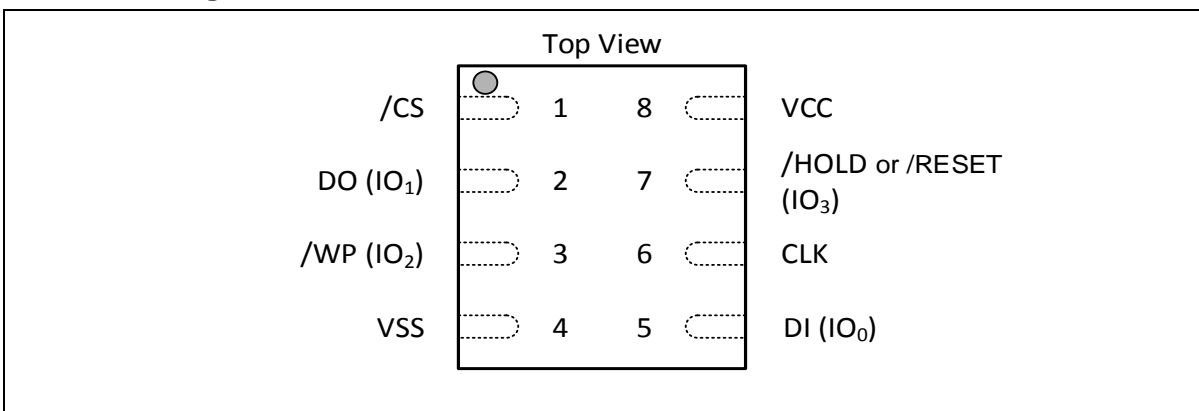 Top View
/CS 1 8 VCC
DO (IO₁) 2 7 /HOLD or /RESET
(IO₃)
/WP (IO₂) 3 6 CLK
VSS 4 5 DI (IO₀)